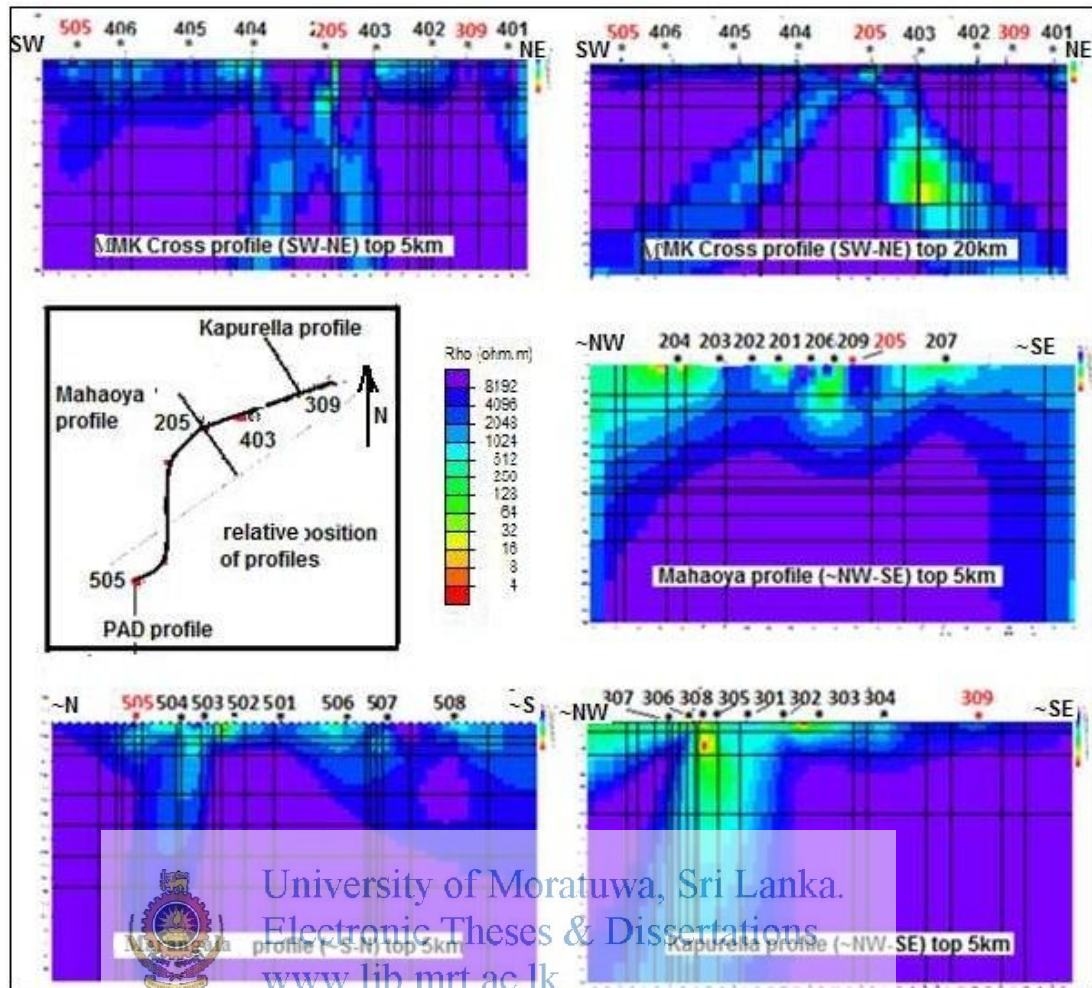 505 406 405 404 205 403 402 309 401
SW NE
MMK Cross profile (SW-NE) top 5km
505 406 405 404 205 403 402 309 401
SW NE
MMK Cross profile (SW-NE) top 20km
Kapurella profile
Mahaoya profile
205
309
403
N
relative position
of profiles
505
PAD profile
Rho (ohm.m)
8192
4096
2048
1024
512
250
128
64
32
16
8
4
~NW 204 203 202 201 206 209 205 207 ~SE
Mahaoya profile (~NW-SE) top 5km
~N 505 504 503 502 501 506 507 508 ~S
profile (~S-N) top 5km
~NW 307 306 308 305 301 302 303 304 309 ~SE
Kapurella profile (~NW-SE) top 5km
University of Moratuwa, Sri Lanka.
Electronic Theses & Dissertations
www.lib.mrt.ac.lk